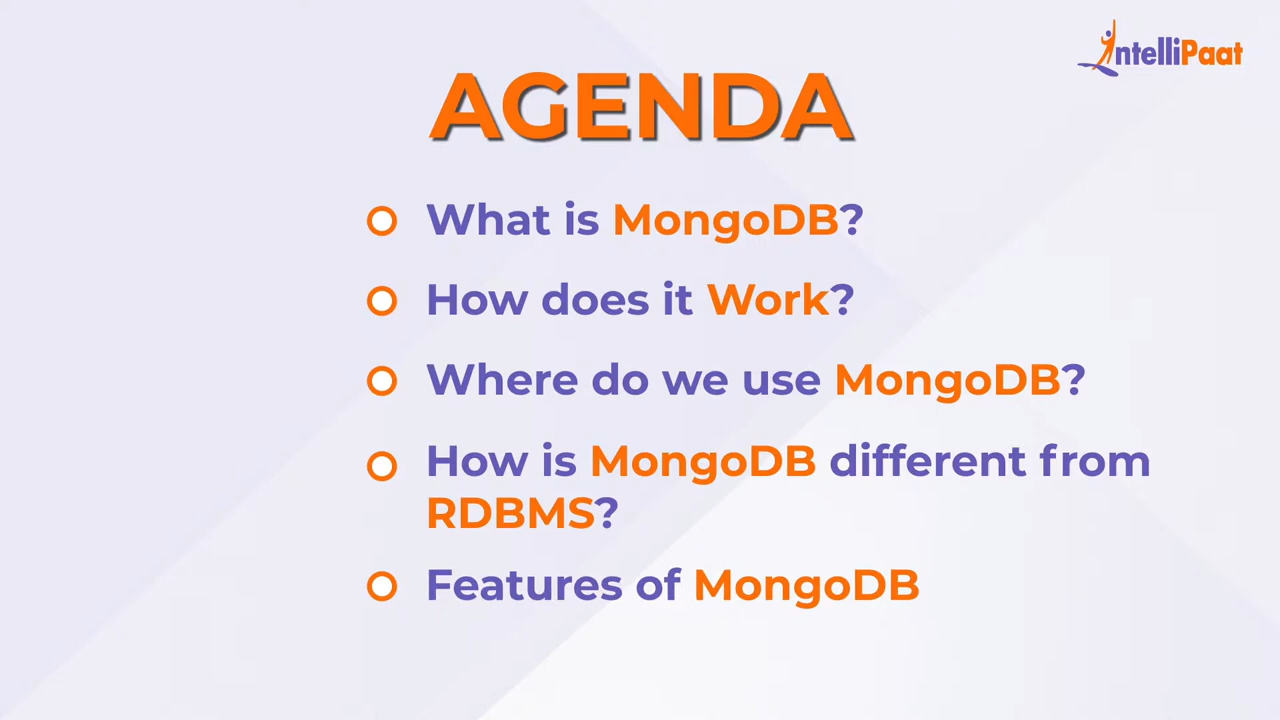 IntelliPaat
AGENDA
What is MongoDB?
How does it Work?
Where do we use MongoDB?
How is MongoDB different from
RDBMS?
Features of MongoDB